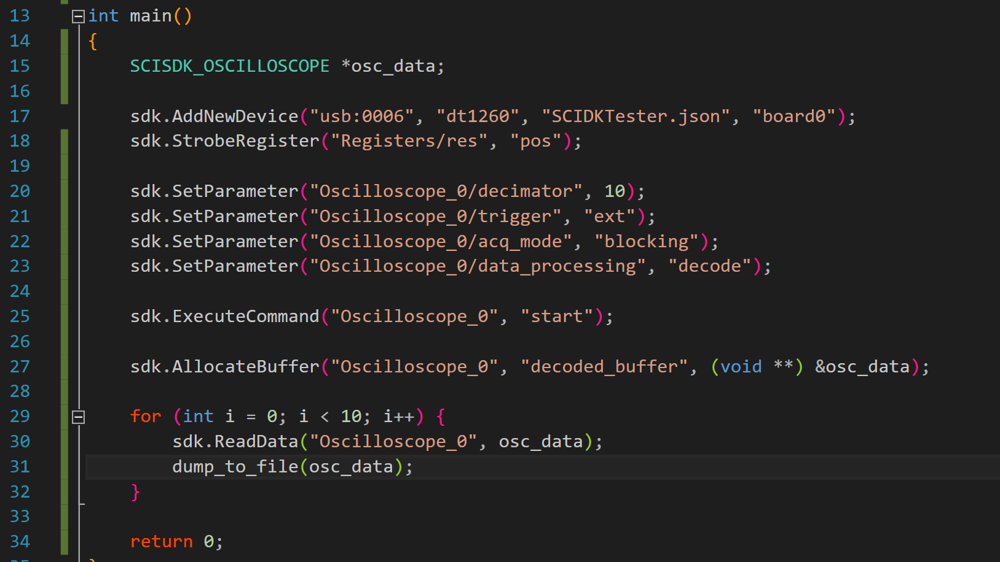 13 int main()
14 {
15     SCISDK_OSCILLOSCOPE *osc_data;
16
17     sdk.AddNewDevice("usb:0006", "dt1260", "SCIDKTester.json", "board0");
18     sdk.StrobeRegister("Registers/res", "pos");
19
20     sdk.SetParameter("Oscilloscope_0/decimator", 10);
21     sdk.SetParameter("Oscilloscope_0/trigger", "ext");
22     sdk.SetParameter("Oscilloscope_0/acq_mode", "blocking");
23     sdk.SetParameter("Oscilloscope_0/data_processing", "decode");
24
25     sdk.ExecuteCommand("Oscilloscope_0", "start");
26
27     sdk.AllocateBuffer("Oscilloscope_0", "decoded_buffer", (void **) &osc_data);
28
29     for (int i = 0; i < 10; i++) {
30         sdk.ReadData("Oscilloscope_0", osc_data);
31         dump_to_file(osc_data);
32     }
33
34     return 0;